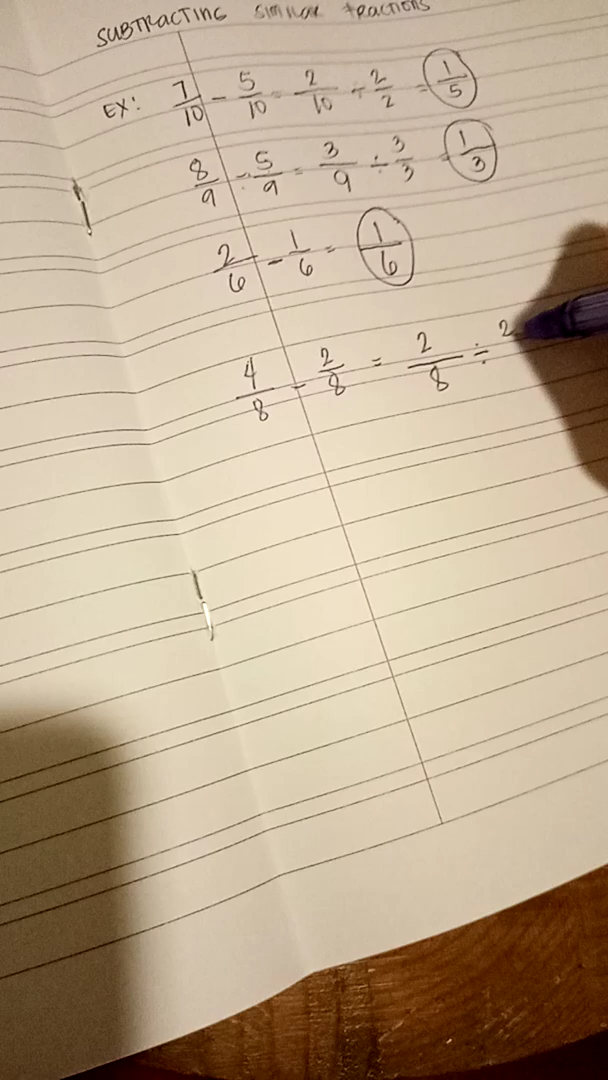 SUBTRACTING similar fractions
EX: 7/10 - 5/10 = 2/10 ÷ 2/2 = 1/5
8/9 - 5/9 = 3/9 ÷ 3/3 = 1/3
2/6 - 1/6 = 1/6
4/8 - 2/8 = 2/8 ÷ 2